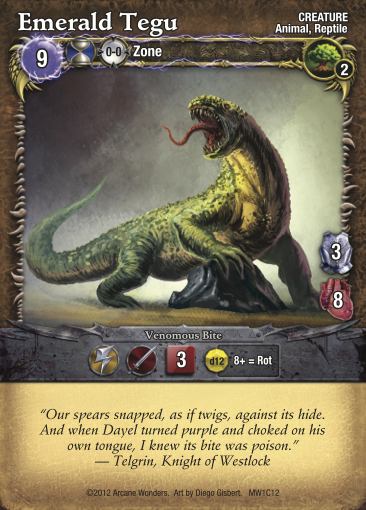 Emerald Tegu
CREATURE
Animal, Reptile
9
0-0 Zone
2
3
8
Venomous Bite
3
d12 8+ = Rot
“Our spears snapped, as if twigs, against its hide.
And when Dayel turned purple and choked on his
own tongue, I knew its bite was poison.”
— Telgrin, Knight of Westlock
©2012 Arcane Wonders. Art by Diego Gisbert. MW1C12